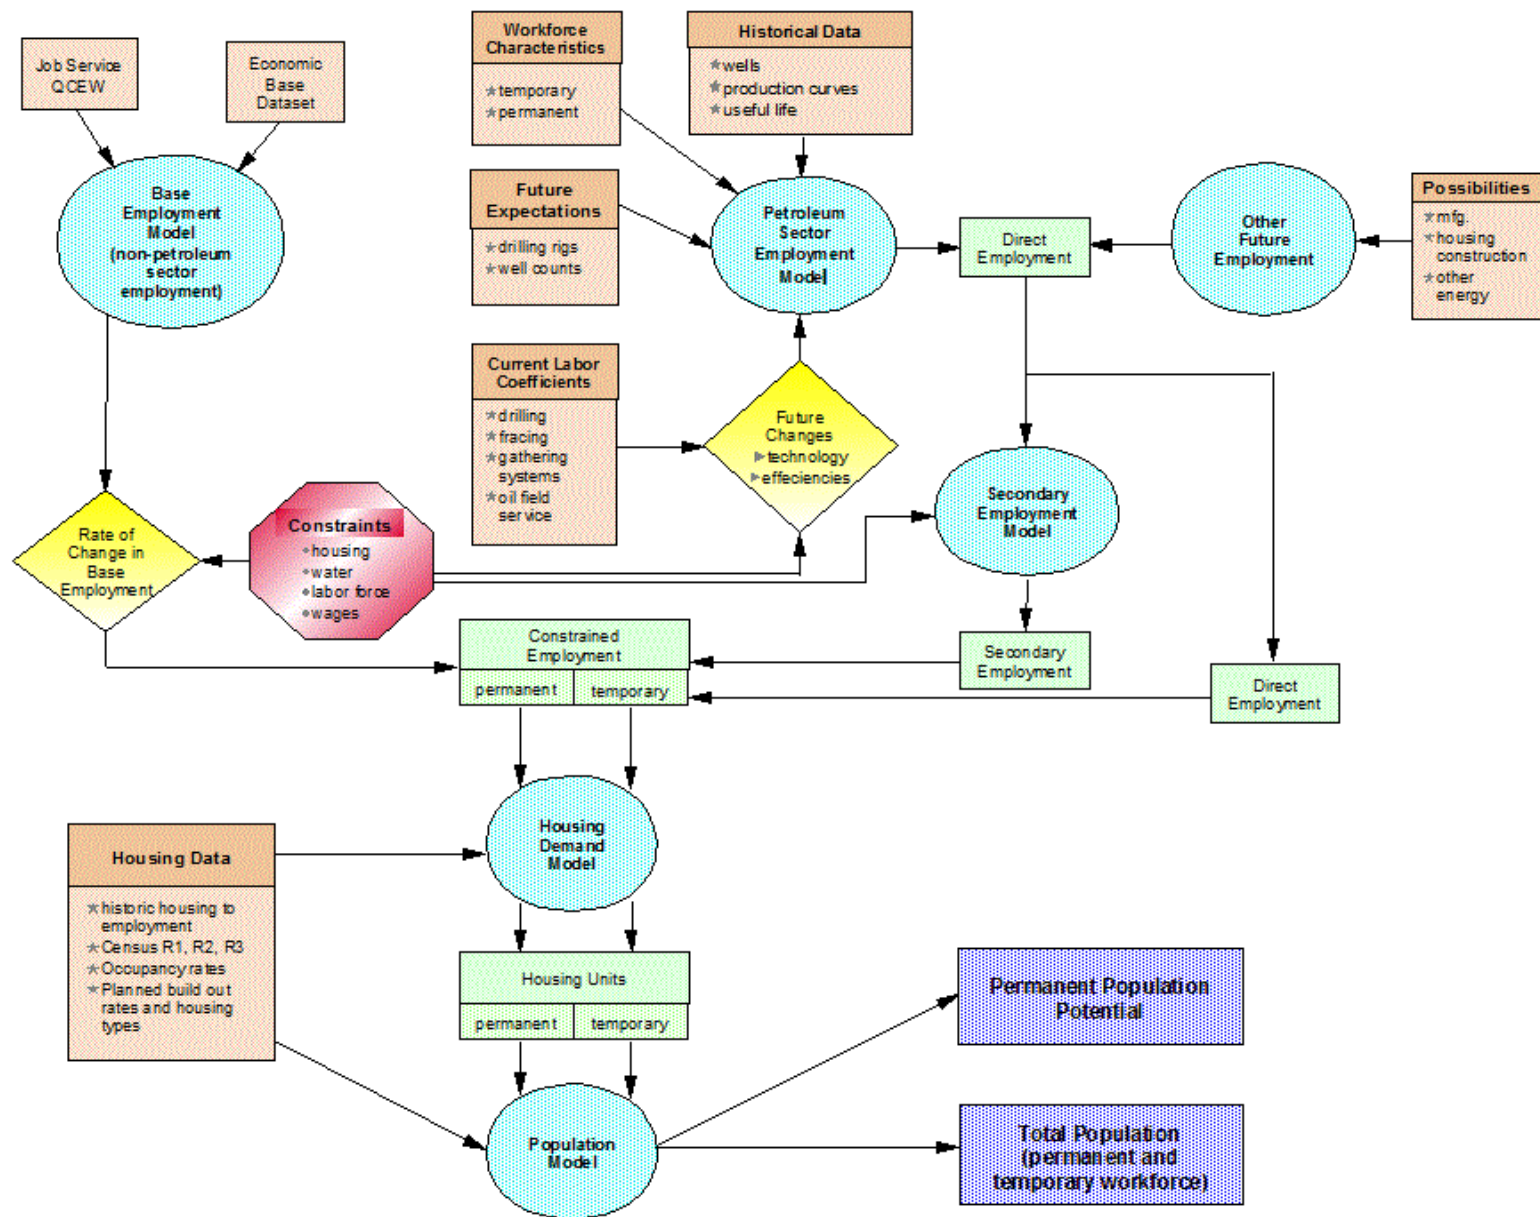 Job Service
QCEW
Economic
Base
Dataset
Workforce
Characteristics
temporary
permanent
Historical Data
wells
production curves
useful life
Base
Employment
Model
(non-petroleum
sector
employment)
Future
Expectations
drilling rigs
well counts
Petroleum
Sector
Employment
Model
Direct
Employment
Other
Future
Employment
Possibilities
mfg.
housing
construction
other
energy
Current Labor
Coefficients
drilling
fracing
gathering
systems
oil field
service
Future
Changes
technology
effeciencies
Secondary
Employment
Model
Rate of
Change in
Base
Employment
Constraints
housing
water
labor force
wages
Constrained
Employment
permanent
temporary
Secondary
Employment
Direct
Employment
Housing
Demand
Model
Housing Data
historic housing to
employment
Census R1, R2, R3
Occupancy rates
Planned build out
rates and housing
types
Housing Units
permanent
temporary
Permanent Population
Potential
Population
Model
Total Population
(permanent and
temporary workforce)